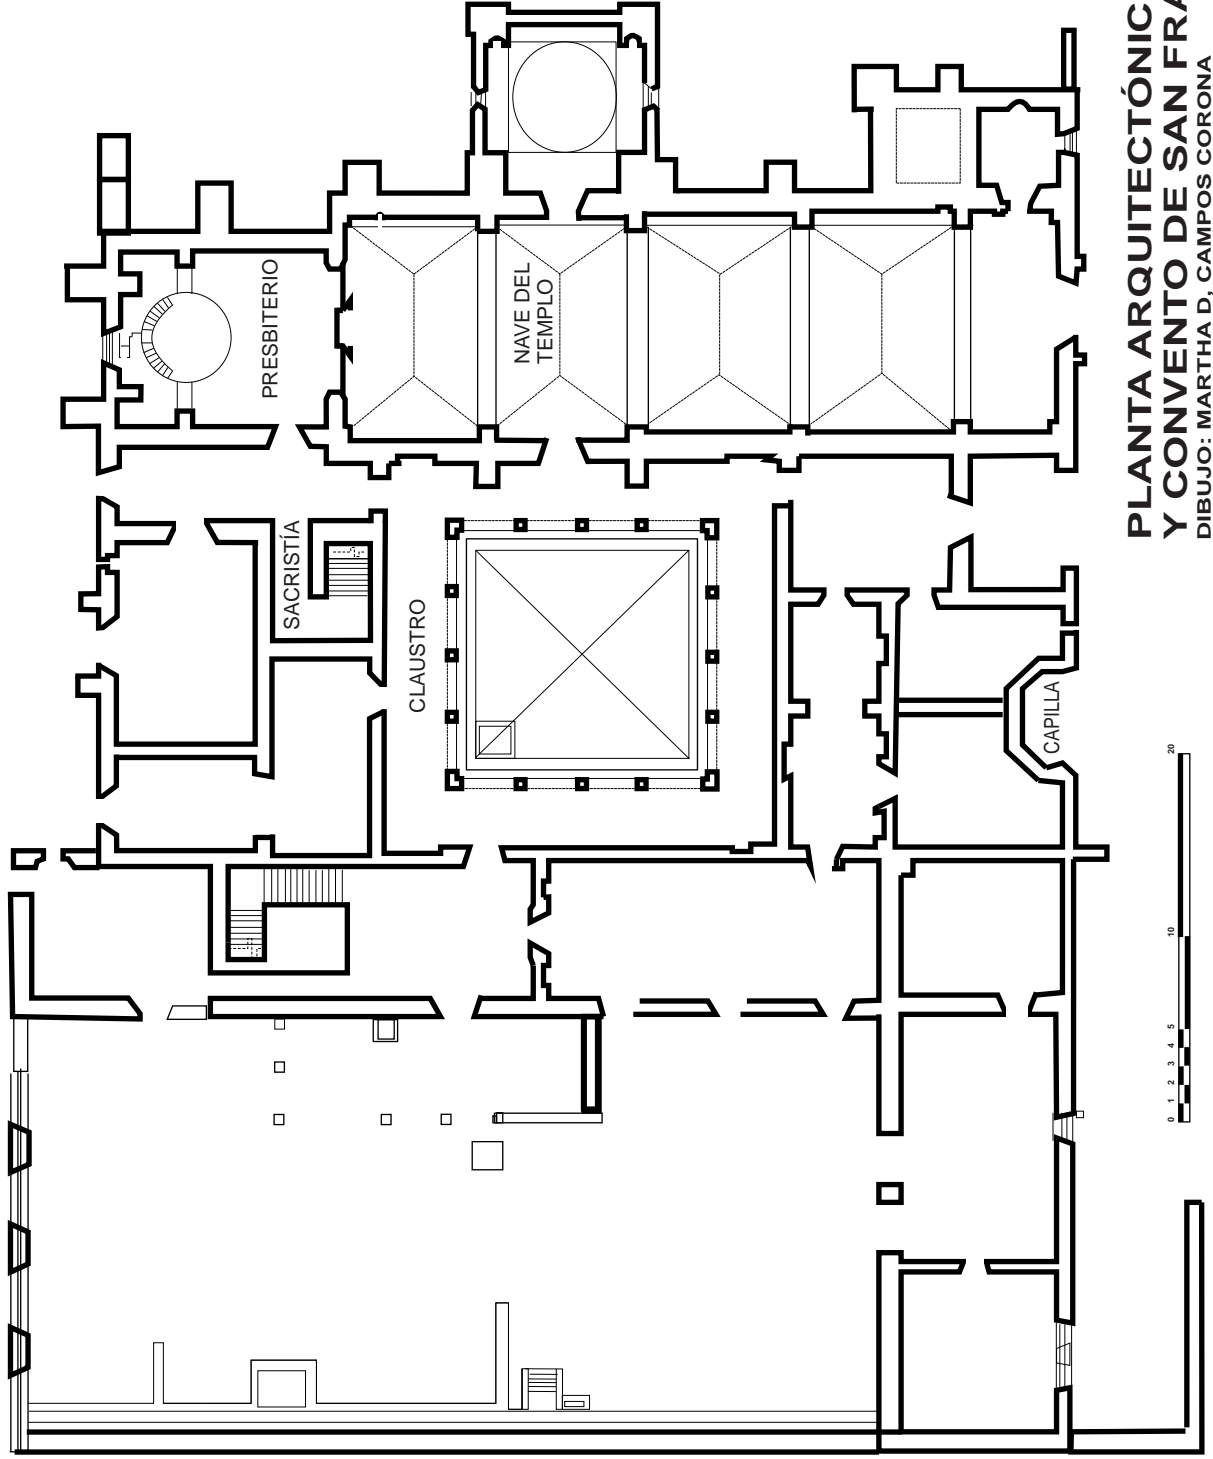 PLANTA ARQUITECTÓNIC
Y CONVENTO DE SAN FRA
DIBUJO: MARTHA D, CAMPOS CORONA
PRESBITERIO
NAVE DEL
TEMPLO
SACRISTÍA
CLAUSTRO
CAPILLA
0 1 2 3 4 5 10 20